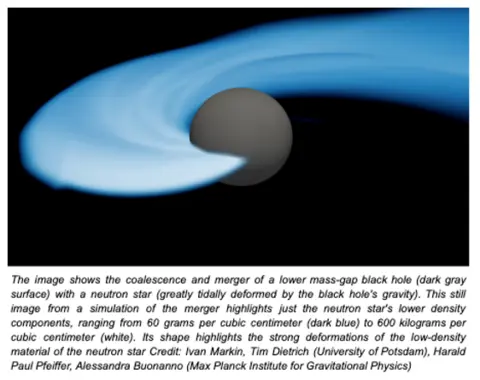 The image shows the coalescence and merger of a lower mass-gap black hole (dark gray
surface) with a neutron star (greatly tidally deformed by the black hole's gravity). This still
image from a simulation of the merger highlights just the neutron star's lower density
components, ranging from 60 grams per cubic centimeter (dark blue) to 600 kilograms per
cubic centimeter (white). Its shape highlights the strong deformations of the low-density
material of the neutron star Credit: Ivan Markin, Tim Dietrich (University of Potsdam), Harald
Paul Pfeiffer, Alessandra Buonanno (Max Planck Institute for Gravitational Physics)